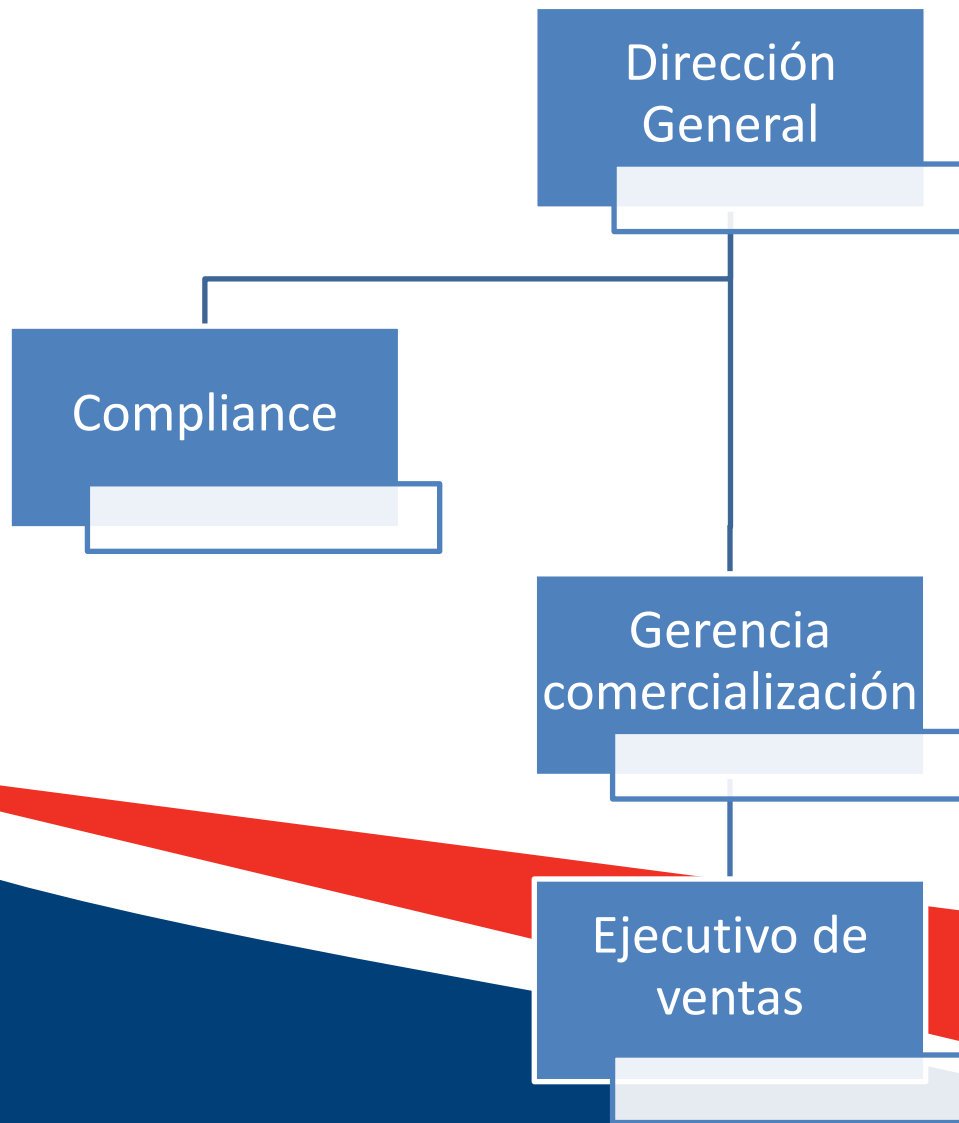 Dirección
General
Compliance
Gerencia
comercialización
Ejecutivo de
ventas